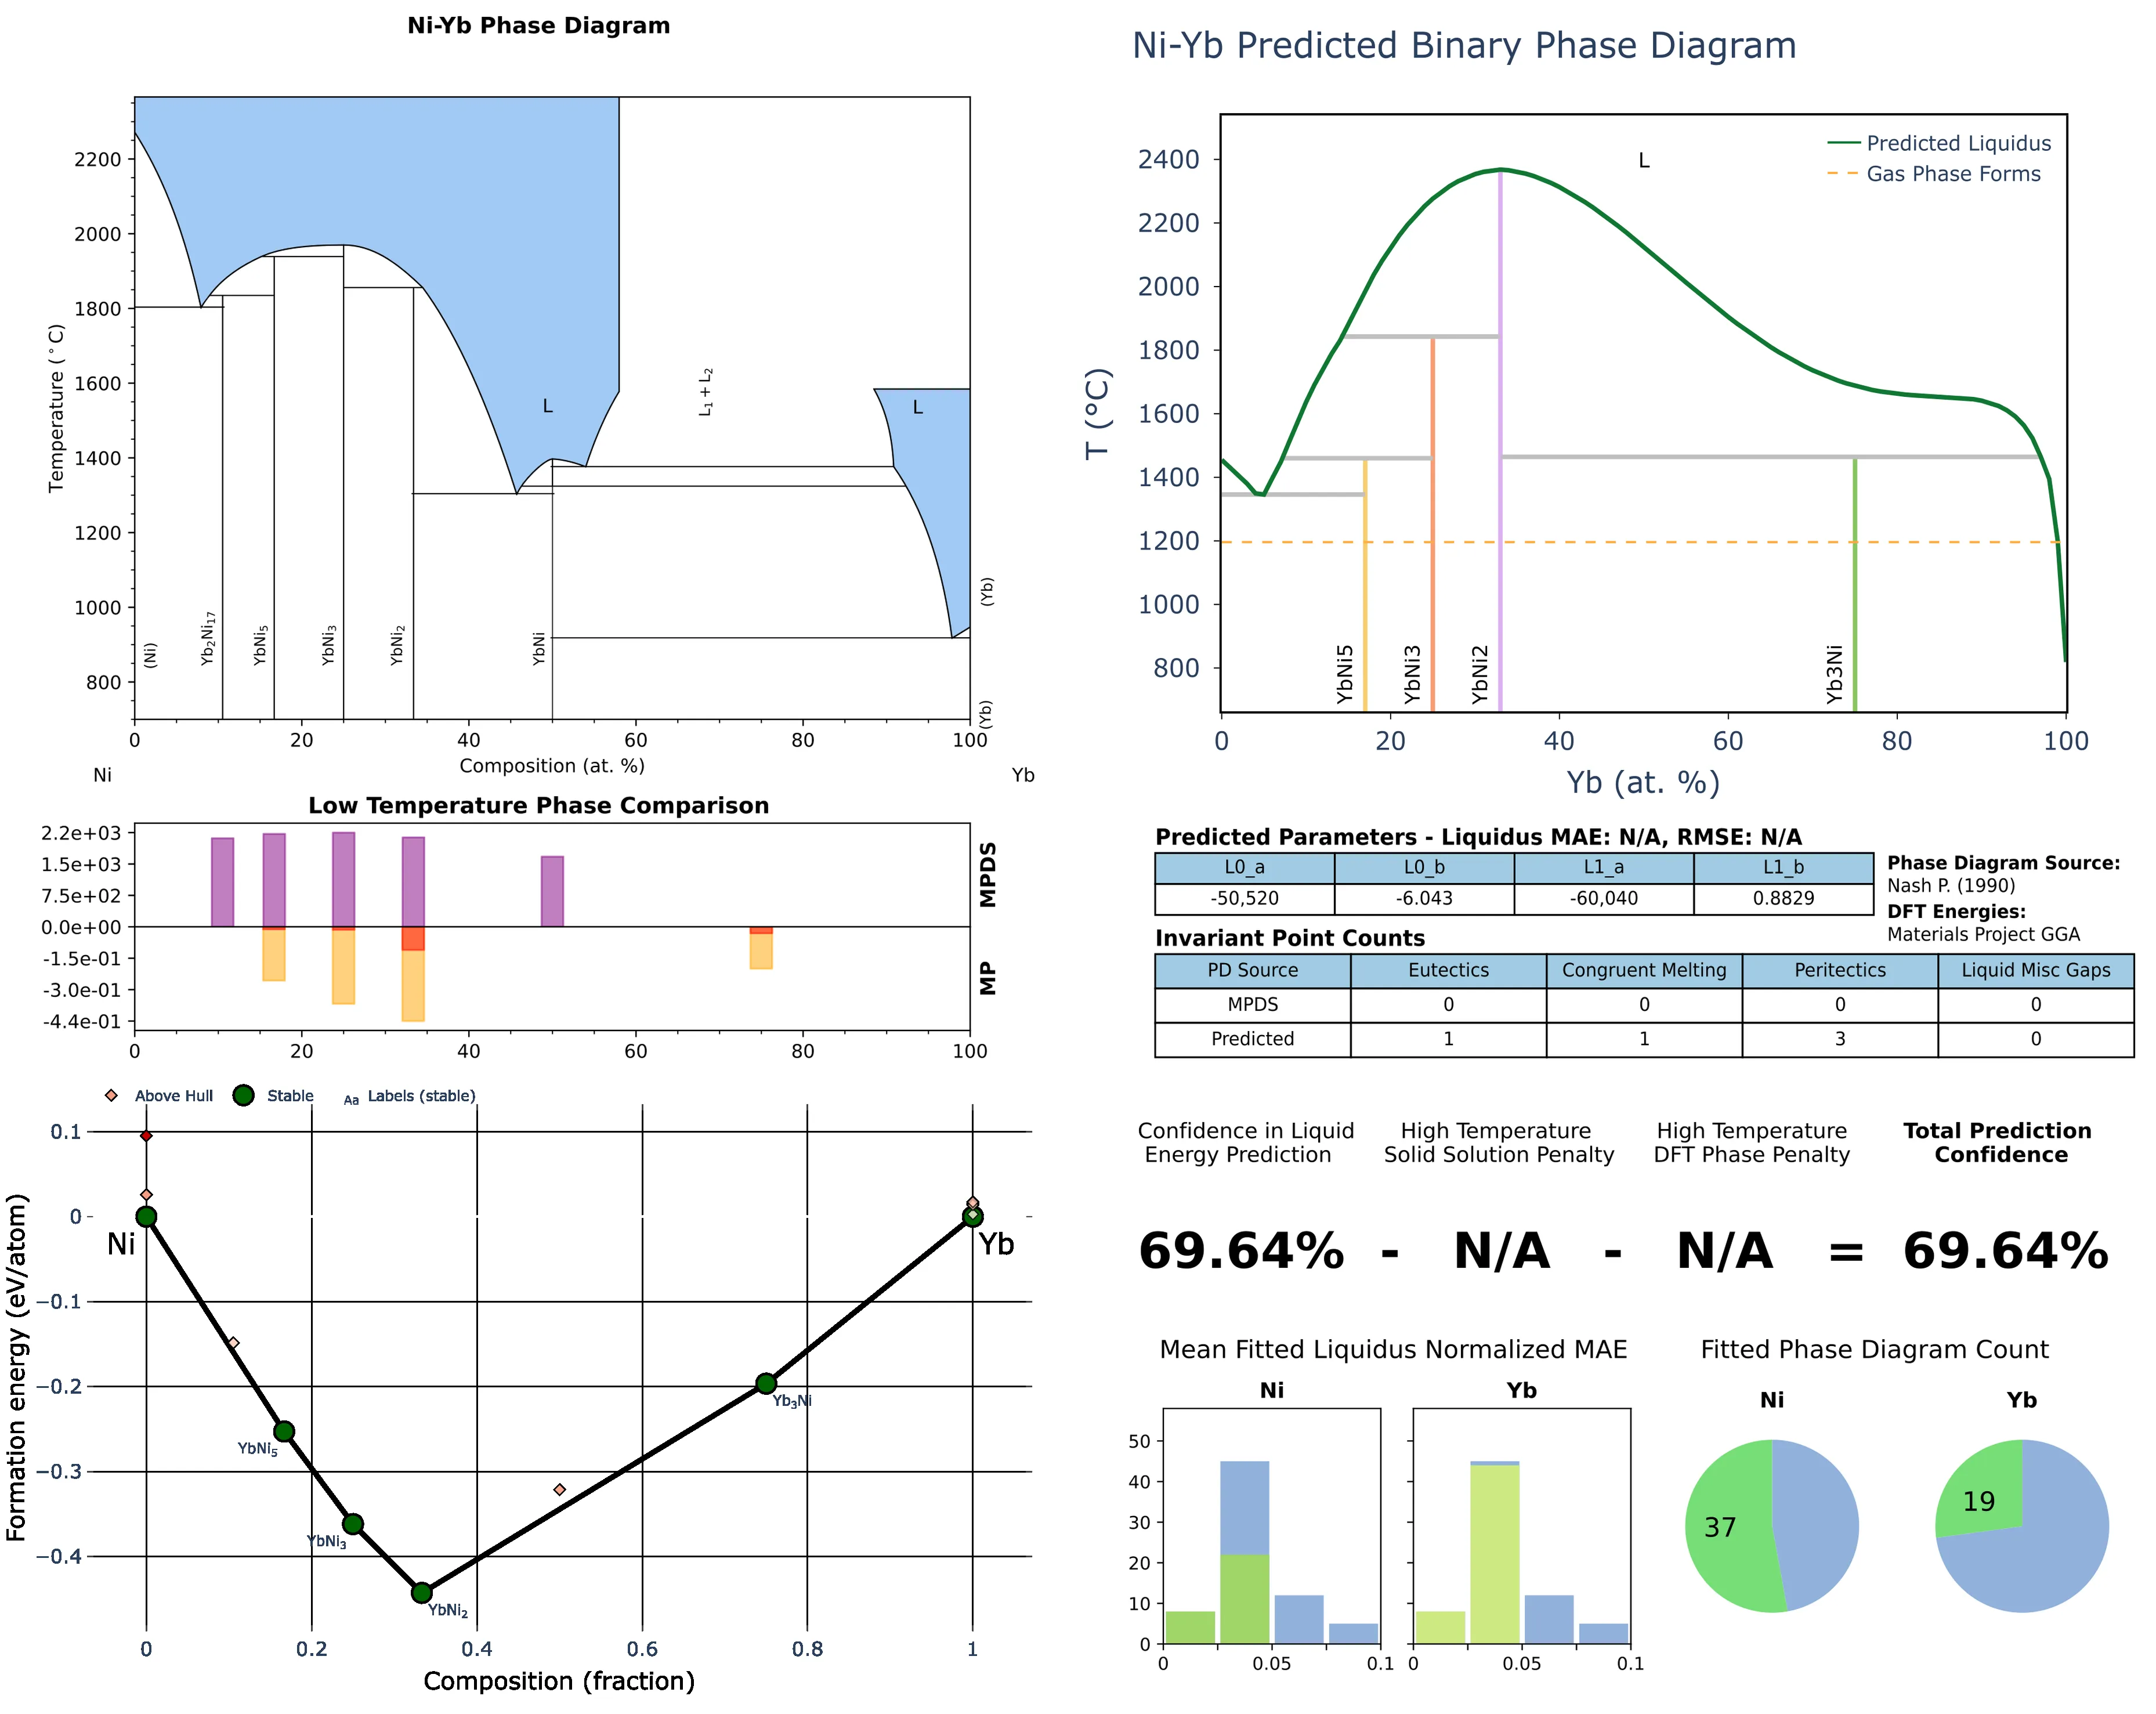 Ni-Yb Phase Diagram
2200
2000
1800
1600
1400
1200
1000
800
Temperature (°C)
L
L₁ + L₂
L
(Ni)
Yb₂Ni₁₇
YbNi₅
YbNi₃
YbNi₂
YbNi
(Yb)
(Yb)
0 20 40 60 80 100
Composition (at. %)
Ni Yb
Low Temperature Phase Comparison
2.2e+03
1.5e+03
7.5e+02
0.0e+00
-1.5e-01
-3.0e-01
-4.4e-01
MPDS
MP
0 20 40 60 80 100
Above Hull Stable Aa Labels (stable)
0.1
0
−0.1
−0.2
−0.3
−0.4
Formation energy (eV/atom)
Ni
Yb
YbNi₅
YbNi₃
YbNi₂
Yb₃Ni
0 0.2 0.4 0.6 0.8 1
Composition (fraction)
Ni-Yb Predicted Binary Phase Diagram
2400
2200
2000
1800
1600
1400
1200
1000
800
T (°C)
L
Predicted Liquidus
Gas Phase Forms
YbNi5
YbNi3
YbNi2
Yb3Ni
0 20 40 60 80 100
Yb (at. %)
Predicted Parameters - Liquidus MAE: N/A, RMSE: N/A
L0_a L0_b L1_a L1_b
-50,520 -6.043 -60,040 0.8829
Phase Diagram Source:
Nash P. (1990)
DFT Energies:
Materials Project GGA
Invariant Point Counts
PD Source Eutectics Congruent Melting Peritectics Liquid Misc Gaps
MPDS 0 0 0 0
Predicted 1 1 3 0
Confidence in Liquid
Energy Prediction
High Temperature
Solid Solution Penalty
High Temperature
DFT Phase Penalty
Total Prediction
Confidence
69.64% - N/A - N/A = 69.64%
Mean Fitted Liquidus Normalized MAE
Ni Yb
50
40
30
20
10
0
0 0.05 0.1
0 0.05 0.1
Fitted Phase Diagram Count
Ni Yb
37
19